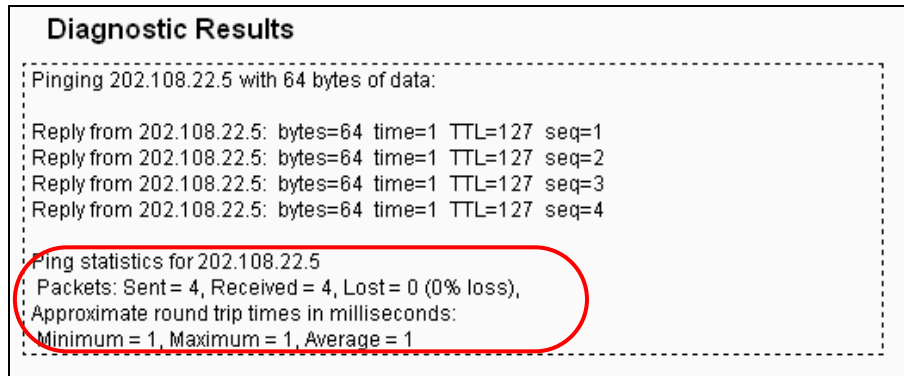 Diagnostic Results
Pinging 202.108.22.5 with 64 bytes of data:
Reply from 202.108.22.5: bytes=64 time=1 TTL=127 seq=1
Reply from 202.108.22.5: bytes=64 time=1 TTL=127 seq=2
Reply from 202.108.22.5: bytes=64 time=1 TTL=127 seq=3
Reply from 202.108.22.5: bytes=64 time=1 TTL=127 seq=4
Ping statistics for 202.108.22.5
Packets: Sent = 4, Received = 4, Lost = 0 (0% loss),
Approximate round trip times in milliseconds:
Minimum = 1, Maximum = 1, Average = 1